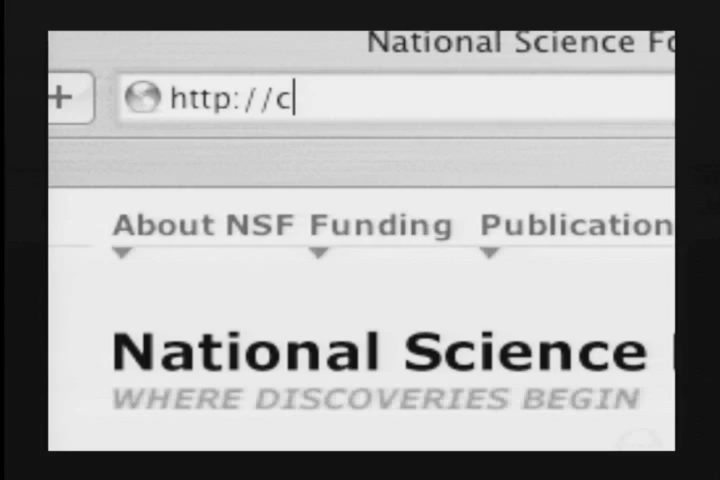 National Science Fo
http://c
About NSF Funding Publication
National Science
WHERE DISCOVERIES BEGIN